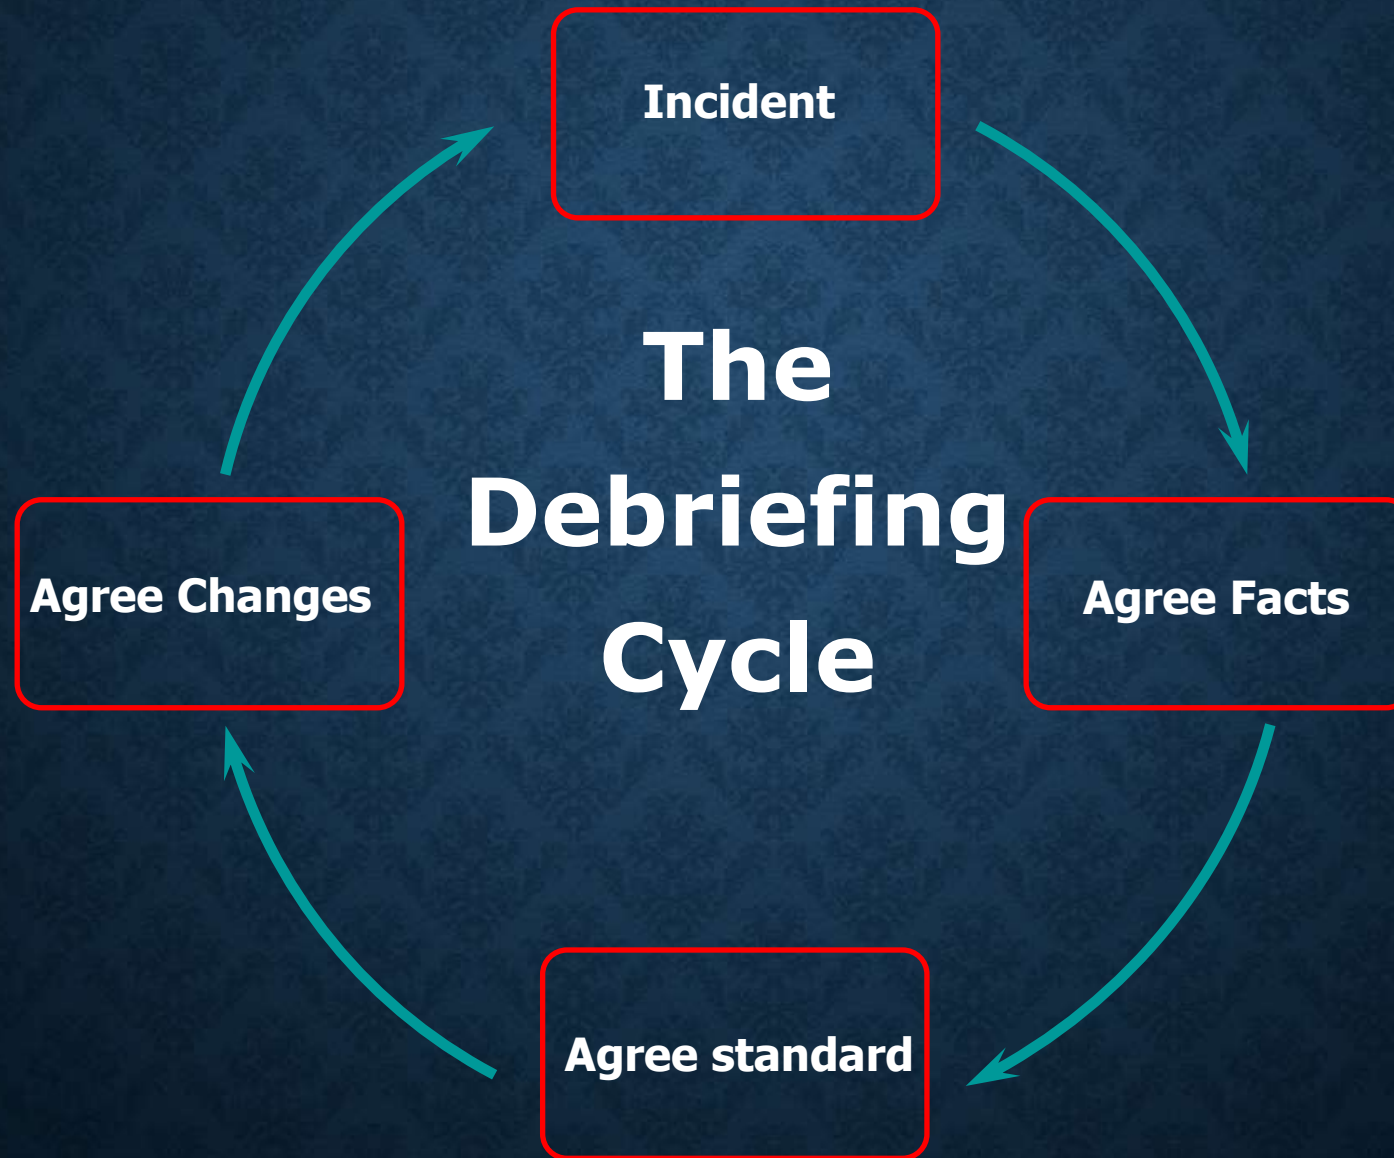 Incident
The
Debriefing
Cycle
Agree Changes
Agree Facts
Agree standard